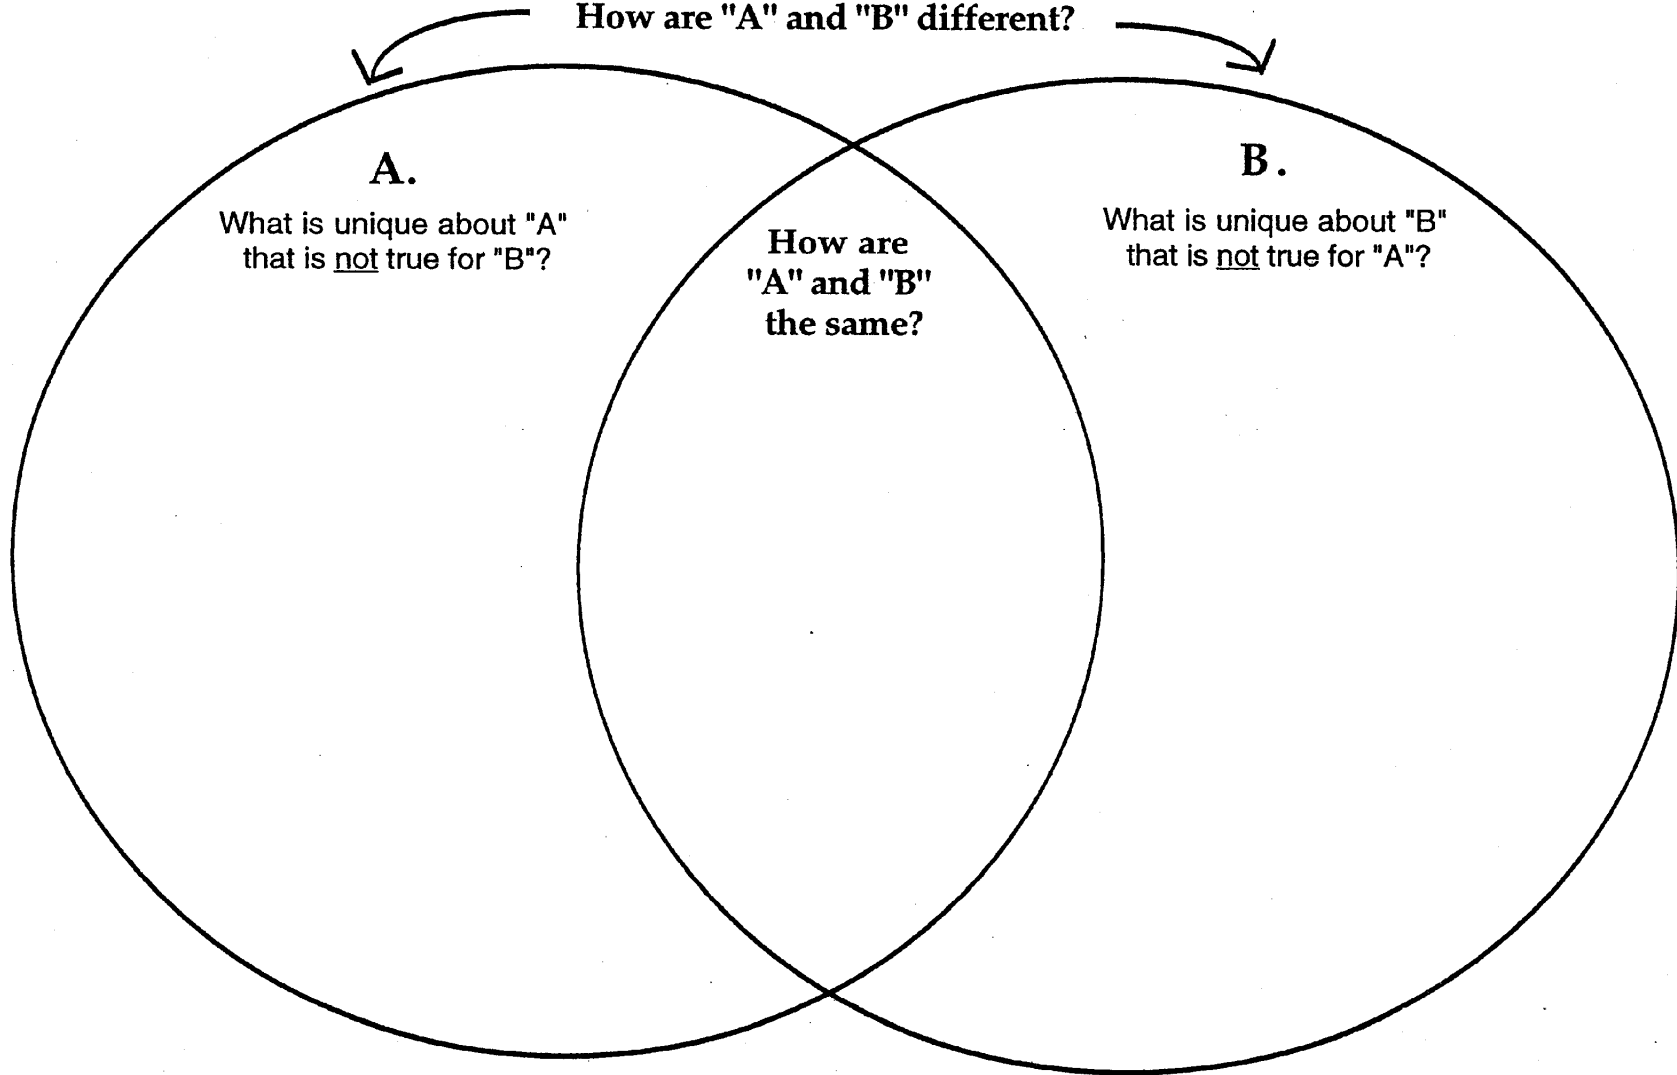 How are "A" and "B" different?
A.
What is unique about "A"
that is not true for "B"?
How are
"A" and "B"
the same?
B.
What is unique about "B"
that is not true for "A"?